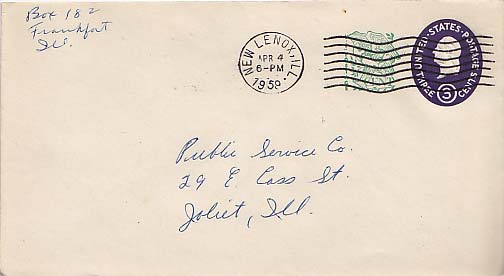 Box 182
Frankfort
Ill.
NEW LENOX, ILL.
APR 4
6-PM
1959
UNITED·STATES·POSTAGE
THREE 3 CENTS
Public Service Co.
29 E. Cass St.
Joliet, Ill.